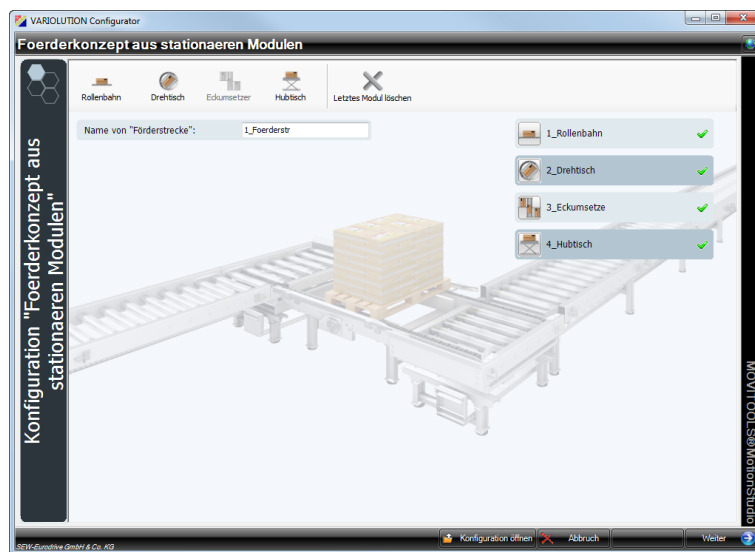 VARIOLUTION Configurator
Foerderkonzept aus stationaeren Modulen
Rollenbahn
Drehtisch
Eckumsetzer
Hubtisch
Letztes Modul löschen
Name von "Förderstrecke":
1_Foerderstr
1_Rollenbahn
2_Drehtisch
3_Eckumsetze
4_Hubtisch
Konfiguration "Foerderkonzept aus
stationaeren Modulen"
MOVITOOLS®MotionStudio
SEW-Eurodrive GmbH & Co. KG
Konfiguration öffnen
Abbruch
Weiter